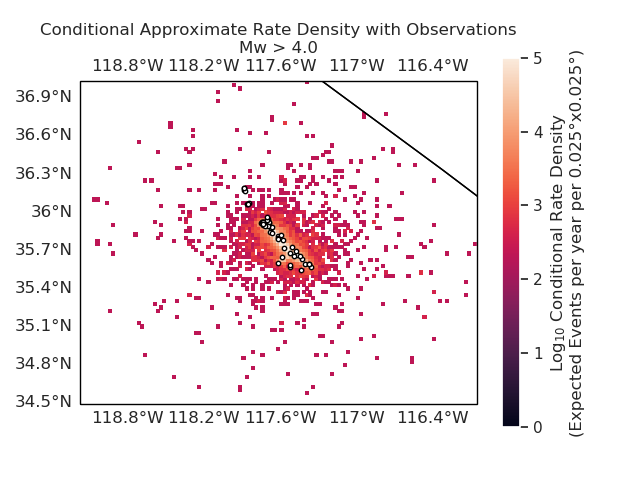 Conditional Approximate Rate Density with Observations
Mw > 4.0
118.8°W 118.2°W 117.6°W 117°W 116.4°W
36.9°N
36.6°N
36.3°N
36°N
35.7°N
35.4°N
35.1°N
34.8°N
34.5°N
118.8°W 118.2°W 117.6°W 117°W 116.4°W
5
4
3
2
1
0
Log₁₀ Conditional Rate Density
(Expected Events per year per 0.025°x0.025°)